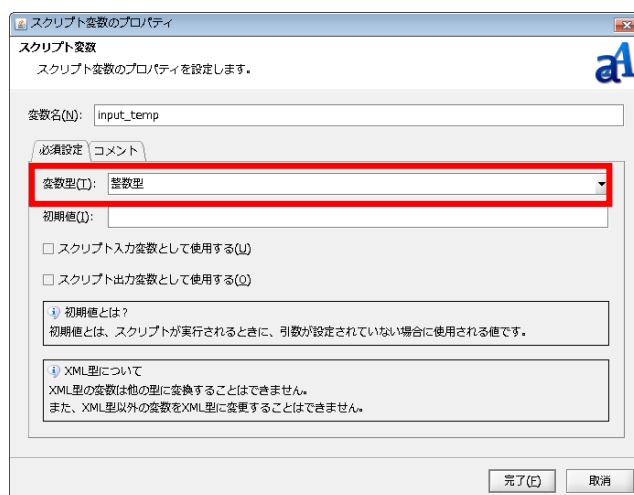 スクリプト変数のプロパティ
スクリプト変数
スクリプト変数のプロパティを設定します。
変数名(N): input_temp
必須設定 コメント
変数型(T): 整数型
初期値(I):
スクリプト入力変数として使用する(U)
スクリプト出力変数として使用する(O)
初期値とは?
初期値とは、スクリプトが実行されるときに、引数が設定されていない場合に使用される値です。
XML型について
XML型の変数は他の型に変換することはできません。
また、XML型以外の変数をXML型に変更することはできません。
完了(F) 取消